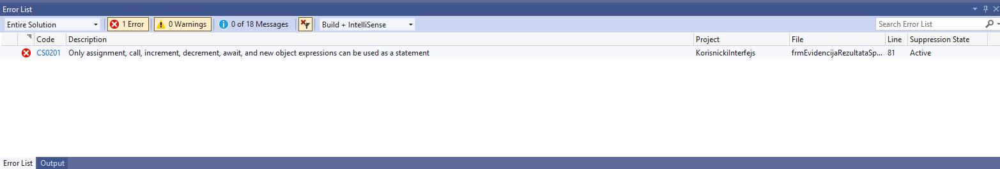 Error List
Entire Solution 1 Error 0 Warnings 0 of 18 Messages Build + IntelliSense Search Error List
Code Description Project File Line Suppression State
CS0201 Only assignment, call, increment, decrement, await, and new object expressions can be used as a statement KorisnickiInterfejs frmEvidencijaRezultataSp... 81 Active
Error List Output